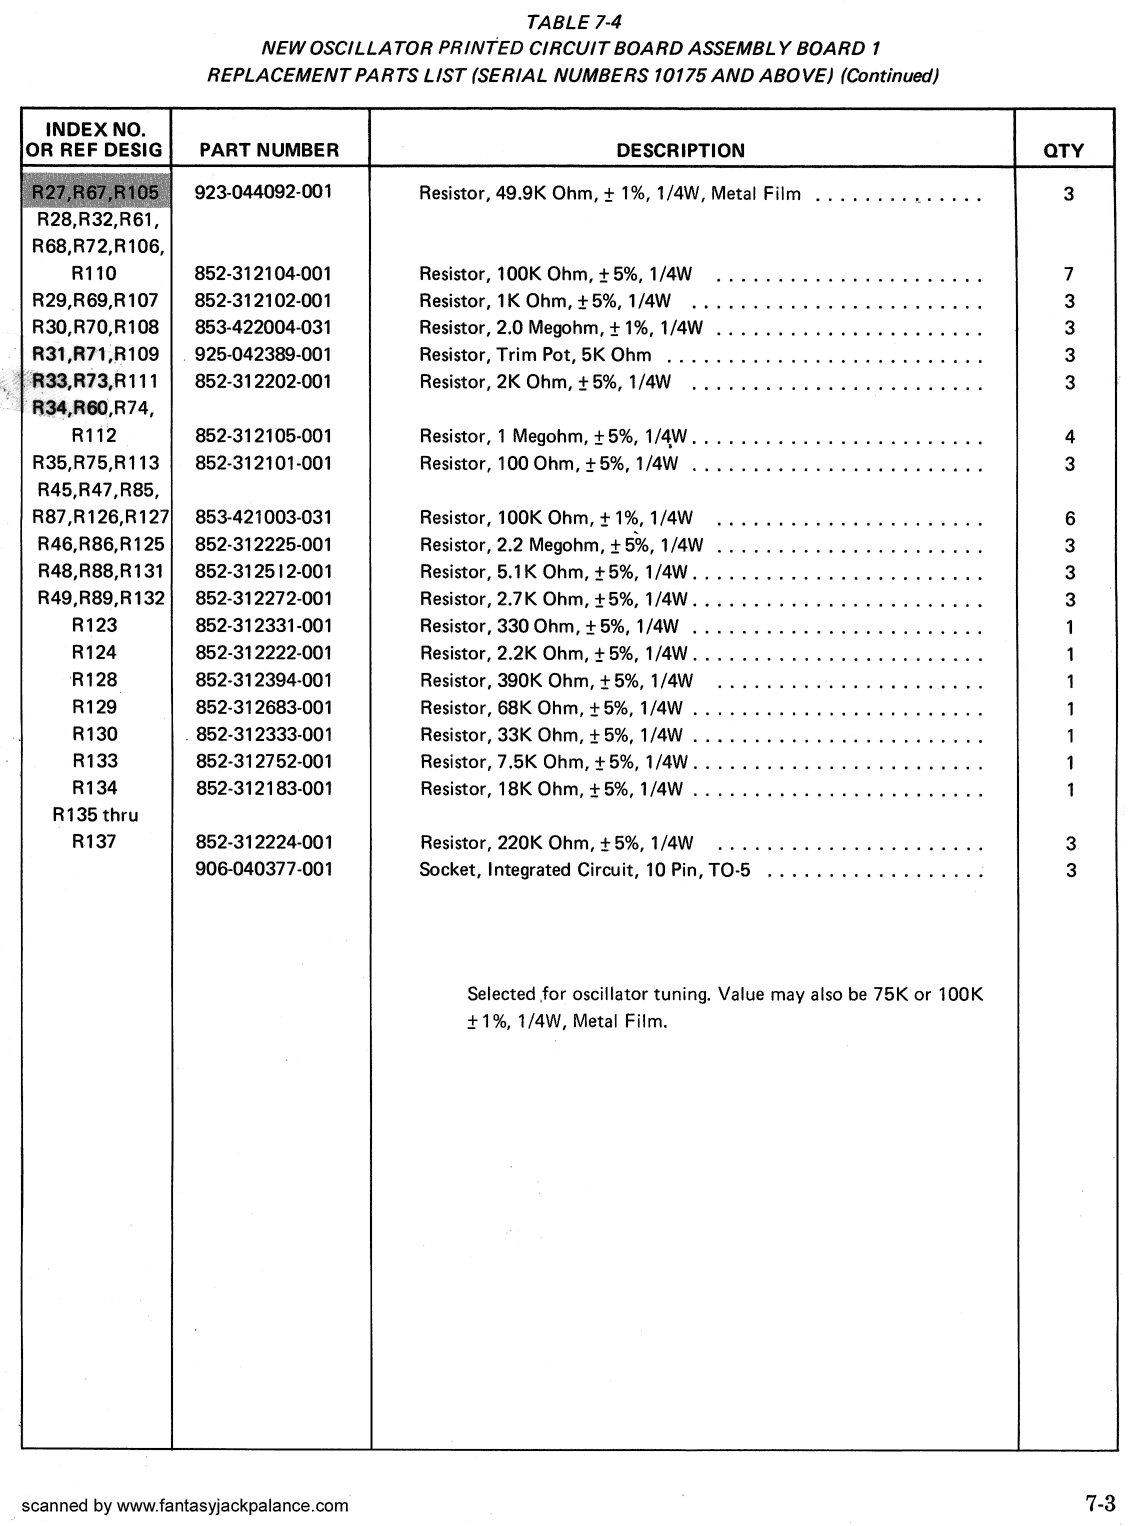 TABLE 7-4
NEW OSCILLATOR PRINTED CIRCUIT BOARD ASSEMBLY BOARD 1
REPLACEMENT PARTS LIST (SERIAL NUMBERS 10175 AND ABOVE) (Continued)
INDEX NO. OR REF DESIG PART NUMBER DESCRIPTION QTY
R27,R67,R105 923-044092-001 Resistor, 49.9K Ohm, ± 1%, 1/4W, Metal Film . . . . . . . . . . . . . . 3
R28,R32,R61,
R68,R72,R106,
R110 852-312104-001 Resistor, 100K Ohm, ±5%, 1/4W . . . . . . . . . . . . . . . . . . . . . . 7
R29,R69,R107 852-312102-001 Resistor, 1K Ohm, ±5%, 1/4W . . . . . . . . . . . . . . . . . . . . . . . . 3
R30,R70,R108 853-422004-031 Resistor, 2.0 Megohm, ±1%, 1/4W . . . . . . . . . . . . . . . . . . . . . . 3
R31,R71,R109 925-042389-001 Resistor, Trim Pot, 5K Ohm . . . . . . . . . . . . . . . . . . . . . . . . . . 3
R33,R73,R111 852-312202-001 Resistor, 2K Ohm, ±5%, 1/4W . . . . . . . . . . . . . . . . . . . . . . . . 3
R34,R60,R74,
R112 852-312105-001 Resistor, 1 Megohm, ±5%, 1/4W . . . . . . . . . . . . . . . . . . . . . . . . 4
R35,R75,R113 852-312101-001 Resistor, 100 Ohm, ±5%, 1/4W . . . . . . . . . . . . . . . . . . . . . . . . 3
R45,R47,R85,
R87,R126,R127 853-421003-031 Resistor, 100K Ohm, ±1%, 1/4W . . . . . . . . . . . . . . . . . . . . . . 6
R46,R86,R125 852-312225-001 Resistor, 2.2 Megohm, ±5%, 1/4W . . . . . . . . . . . . . . . . . . . . . . 3
R48,R88,R131 852-312512-001 Resistor, 5.1K Ohm, ±5%, 1/4W . . . . . . . . . . . . . . . . . . . . . . . . 3
R49,R89,R132 852-312272-001 Resistor, 2.7K Ohm, ±5%, 1/4W . . . . . . . . . . . . . . . . . . . . . . . . 3
R123 852-312331-001 Resistor, 330 Ohm, ±5%, 1/4W . . . . . . . . . . . . . . . . . . . . . . . . 1
R124 852-312222-001 Resistor, 2.2K Ohm, ±5%, 1/4W . . . . . . . . . . . . . . . . . . . . . . . . 1
R128 852-312394-001 Resistor, 390K Ohm, ±5%, 1/4W . . . . . . . . . . . . . . . . . . . . . . 1
R129 852-312683-001 Resistor, 68K Ohm, ±5%, 1/4W . . . . . . . . . . . . . . . . . . . . . . . . 1
R130 852-312333-001 Resistor, 33K Ohm, ±5%, 1/4W . . . . . . . . . . . . . . . . . . . . . . . . 1
R133 852-312752-001 Resistor, 7.5K Ohm, ±5%, 1/4W . . . . . . . . . . . . . . . . . . . . . . . . 1
R134 852-312183-001 Resistor, 18K Ohm, ±5%, 1/4W . . . . . . . . . . . . . . . . . . . . . . . . 1
R135 thru
R137 852-312224-001 Resistor, 220K Ohm, ±5%, 1/4W . . . . . . . . . . . . . . . . . . . . . . 3
906-040377-001 Socket, Integrated Circuit, 10 Pin, TO-5 . . . . . . . . . . . . . . . . . . 3
Selected for oscillator tuning. Value may also be 75K or 100K
±1%, 1/4W, Metal Film.
scanned by www.fantasyjackpalance.com 7-3